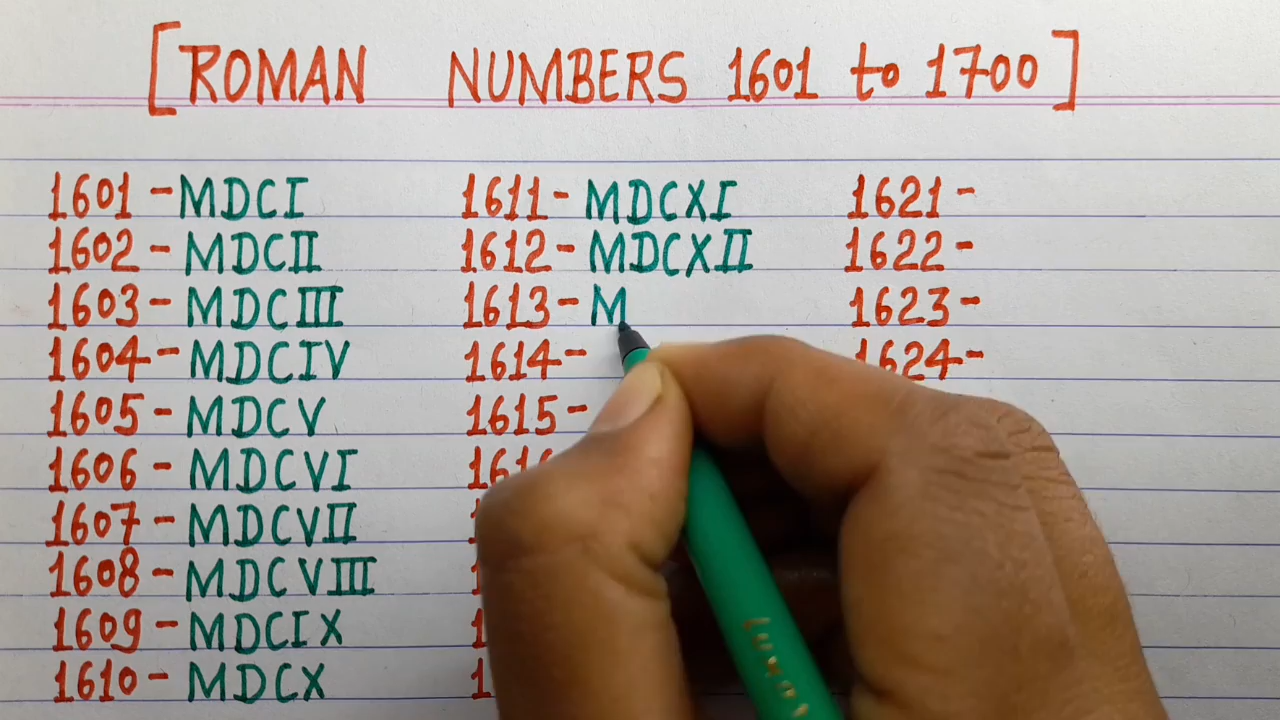 [ROMAN NUMBERS 1601 to 1700]
1601 - MDCI 1611 - MDCXI 1621 -
1602 - MDCII 1612 - MDCXII 1622 -
1603 - MDCIII 1613 - M 1623 -
1604 - MDCIV 1614 - 1624 -
1605 - MDCV 1615 -
1606 - MDCVI
1607 - MDCVII
1608 - MDCVIII
1609 - MDCIX
1610 - MDCX